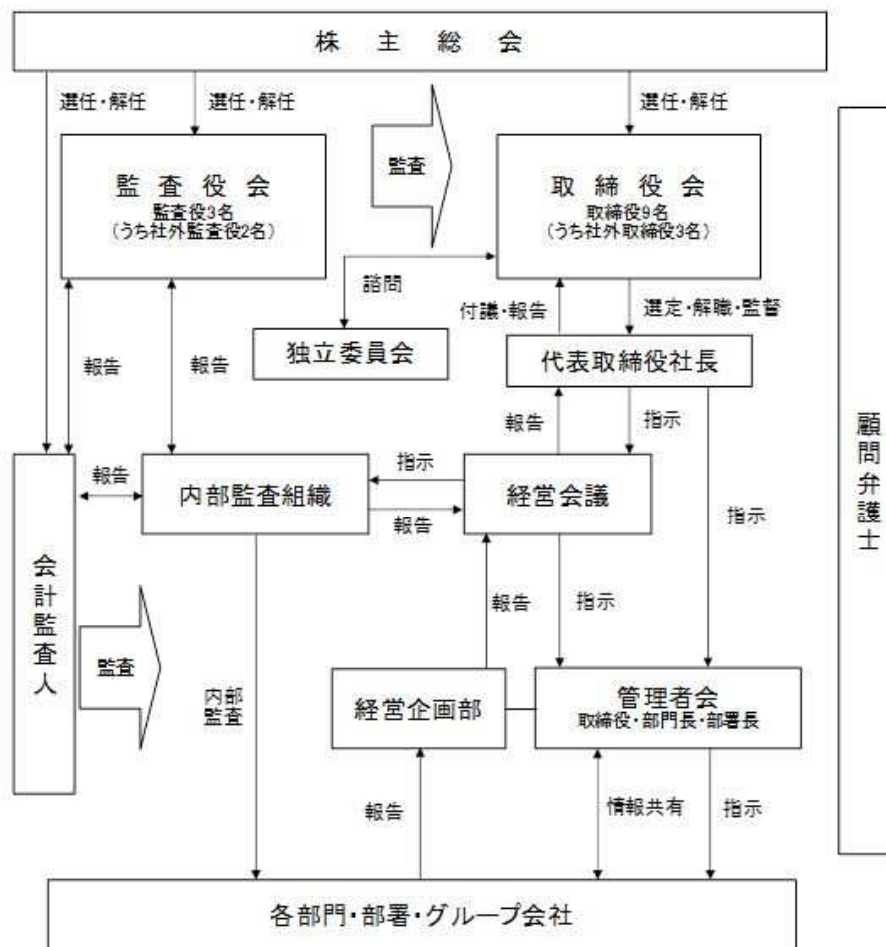 株主総会
選任・解任
選任・解任
選任・解任
監査役会
監査役3名
(うち社外監査役2名)
監査
取締役会
取締役9名
(うち社外取締役3名)
諮問
付議・報告
選定・解職・監督
独立委員会
代表取締役社長
報告
報告
報告
指示
顧問弁護士
報告
内部監査組織
指示
報告
経営会議
指示
会計監査人
監査
報告
指示
内部
監査
経営企画部
管理者会
取締役・部門長・部署長
報告
情報共有
指示
各部門・部署・グループ会社